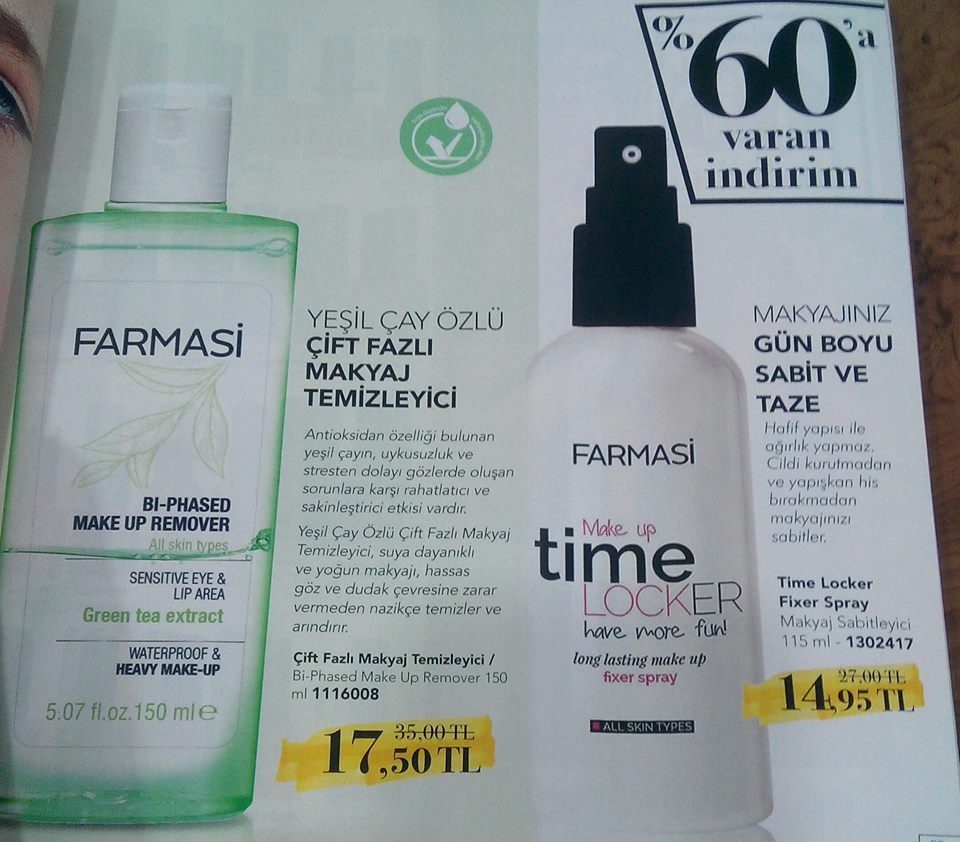 %60'a
varan
indirim
FARMASİ
BI-PHASED
MAKE UP REMOVER
All skin types
SENSITIVE EYE &
LIP AREA
Green tea extract
WATERPROOF &
HEAVY MAKE-UP
5.07 fl.oz.150 ml e
YEŞİL ÇAY ÖZLÜ
ÇİFT FAZLI
MAKYAJ
TEMİZLEYİCİ
Antioksidan özelliği bulunan
yeşil çayın, uykusuzluk ve
stresten dolayı gözlerde oluşan
sorunlara karşı rahatlatıcı ve
sakinleştirici etkisi vardır.
Yeşil Çay Özlü Çift Fazlı Makyaj
Temizleyici, suya dayanıklı
ve yoğun makyajı, hassas
göz ve dudak çevresine zarar
vermeden nazikçe temizler ve
arındırır.
Çift Fazlı Makyaj Temizleyici /
Bi-Phased Make Up Remover 150
ml 1116008
35,00 TL
17,50 TL
FARMASİ
Make up
time
LOCKER
have more fun!
long lasting make up
fixer spray
ALL SKIN TYPES
MAKYAJINIZ
GÜN BOYU
SABİT VE
TAZE
Hafif yapısı ile
ağırlık yapmaz.
Cildi kurutmadan
ve yapışkan his
bırakmadan
makyajınızı
sabitler.
Time Locker
Fixer Spray
Makyaj Sabitleyici
115 ml - 1302417
27,00 TL
14,95 TL